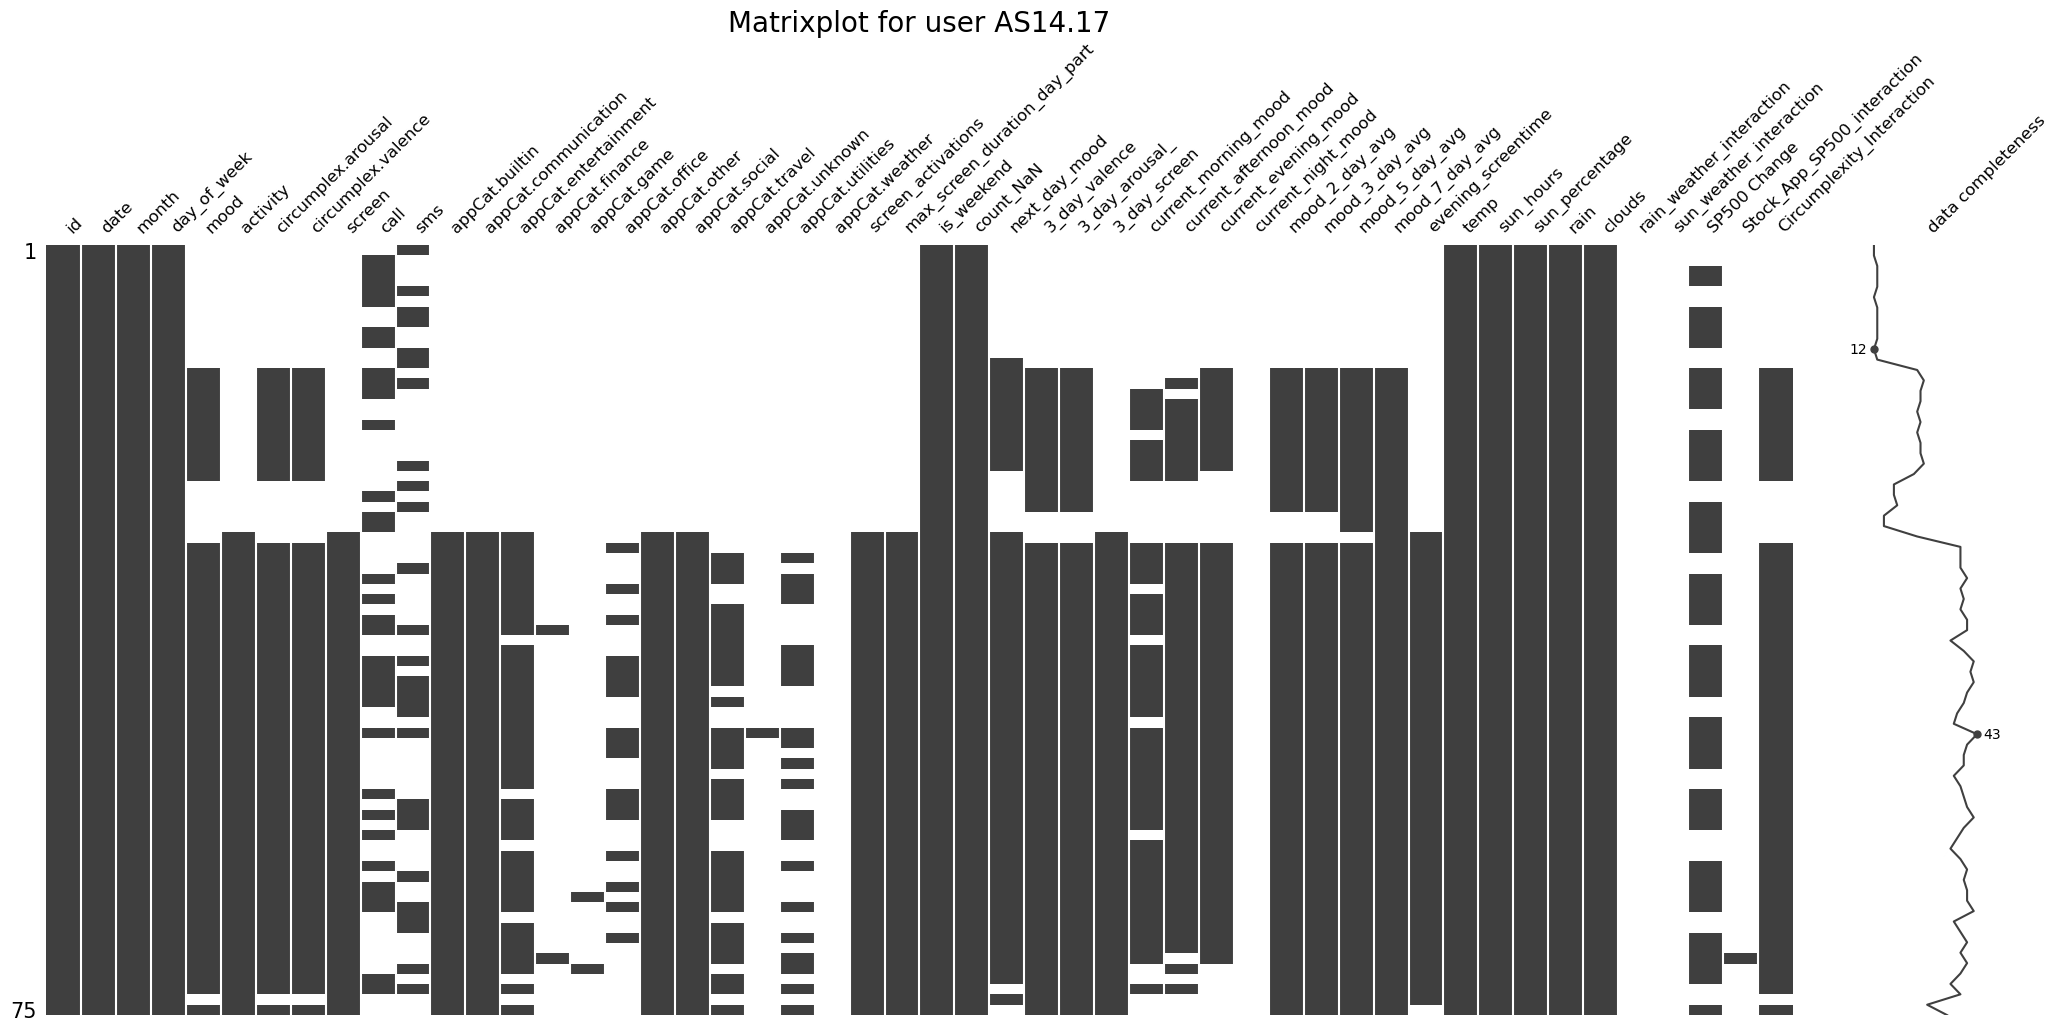 Matrixplot for user AS14.17
id
date
month
day_of_week
mood
activity
circumplex.arousal
circumplex.valence
screen
call
sms
appCat.builtin
appCat.communication
appCat.entertainment
appCat.finance
appCat.game
appCat.office
appCat.other
appCat.social
appCat.travel
appCat.unknown
appCat.utilities
appCat.weather
screen_activations
max_screen_duration_day_part
is_weekend
count_NaN
next_day_mood
3_day_valence
3_day_arousal_
3_day_screen
current_morning_mood
current_afternoon_mood
current_evening_mood
current_night_mood
mood_2_day_avg
mood_3_day_avg
mood_5_day_avg
mood_7_day_avg
evening_screentime
temp
sun_hours
sun_percentage
rain
clouds
rain_weather_interaction
sun_weather_interaction
SP500 Change
Stock_App_SP500_interaction
Circumplexity_Interaction
data completeness
1
12
43
75